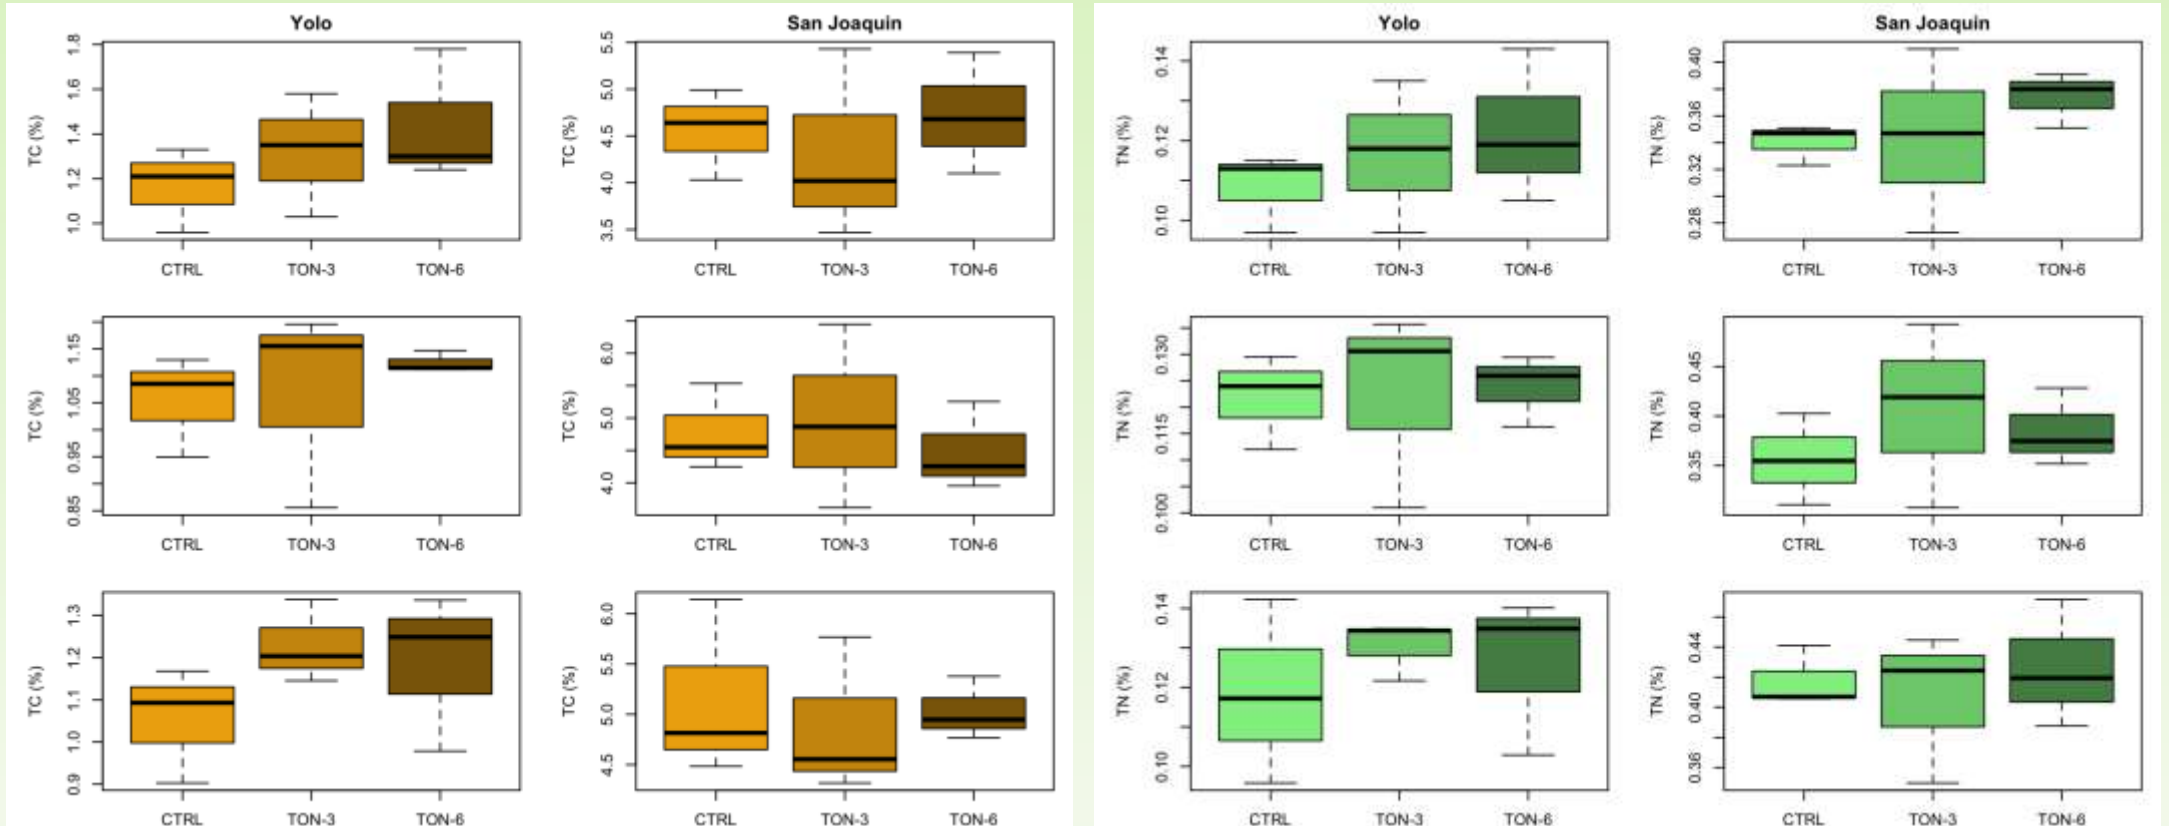 Yolo
TC (%)
1.0 1.2 1.4 1.6 1.8
CTRL TON-3 TON-6
San Joaquin
TC (%)
3.5 4.0 4.5 5.0 5.5
CTRL TON-3 TON-6
Yolo
TN (%)
0.10 0.12 0.14
CTRL TON-3 TON-6
San Joaquin
TN (%)
0.28 0.32 0.36 0.40
CTRL TON-3 TON-6
TC (%)
0.85 0.95 1.05 1.15
CTRL TON-3 TON-6
TC (%)
4.0 5.0 6.0
CTRL TON-3 TON-6
TN (%)
0.100 0.115 0.130
CTRL TON-3 TON-6
TN (%)
0.35 0.40 0.45
CTRL TON-3 TON-6
TC (%)
0.9 1.0 1.1 1.2 1.3
CTRL TON-3 TON-6
TC (%)
4.5 5.0 5.5 6.0
CTRL TON-3 TON-6
TN (%)
0.10 0.12 0.14
CTRL TON-3 TON-6
TN (%)
0.36 0.40 0.44
CTRL TON-3 TON-6